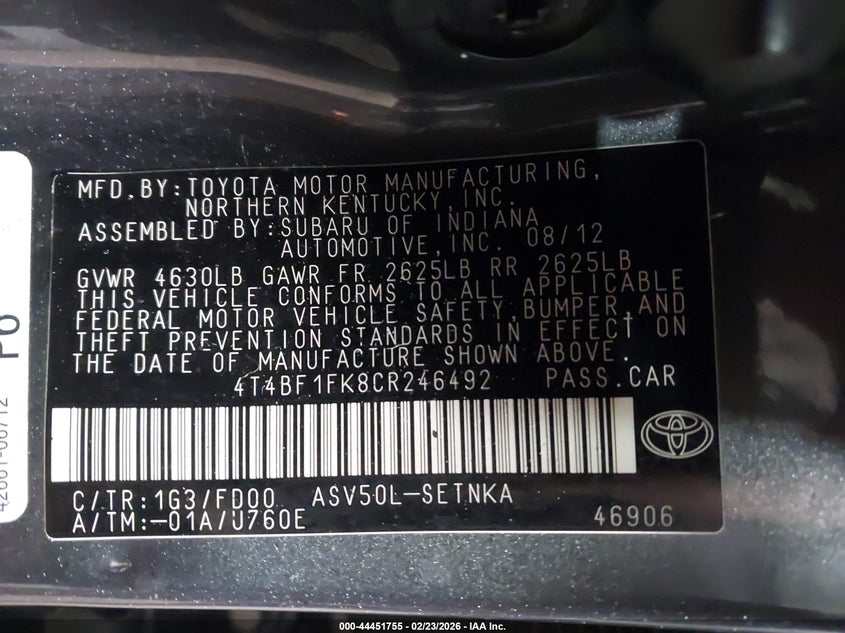 MFD.BY:TOYOTA MOTOR MANUFACTURING,
NORTHERN KENTUCKY,INC.
ASSEMBLED BY:SUBARU OF INDIANA
AUTOMOTIVE,INC. 08/12
GVWR 4630LB GAWR FR 2625LB RR 2625LB
THIS VEHICLE CONFORMS TO ALL APPLICABLE
FEDERAL MOTOR VEHICLE SAFETY,BUMPER,AND
THEFT PREVENTION STANDARDS IN EFFECT ON
THE DATE OF MANUFACTURE SHOWN ABOVE.
4T4BF1FK8CR246492 PASS.CAR
C/TR:1G3/FD00 ASV50L-SETNKA
A/TM:-01A/U760E 46906
000-44451755 - 02/23/2026 - IAA Inc.